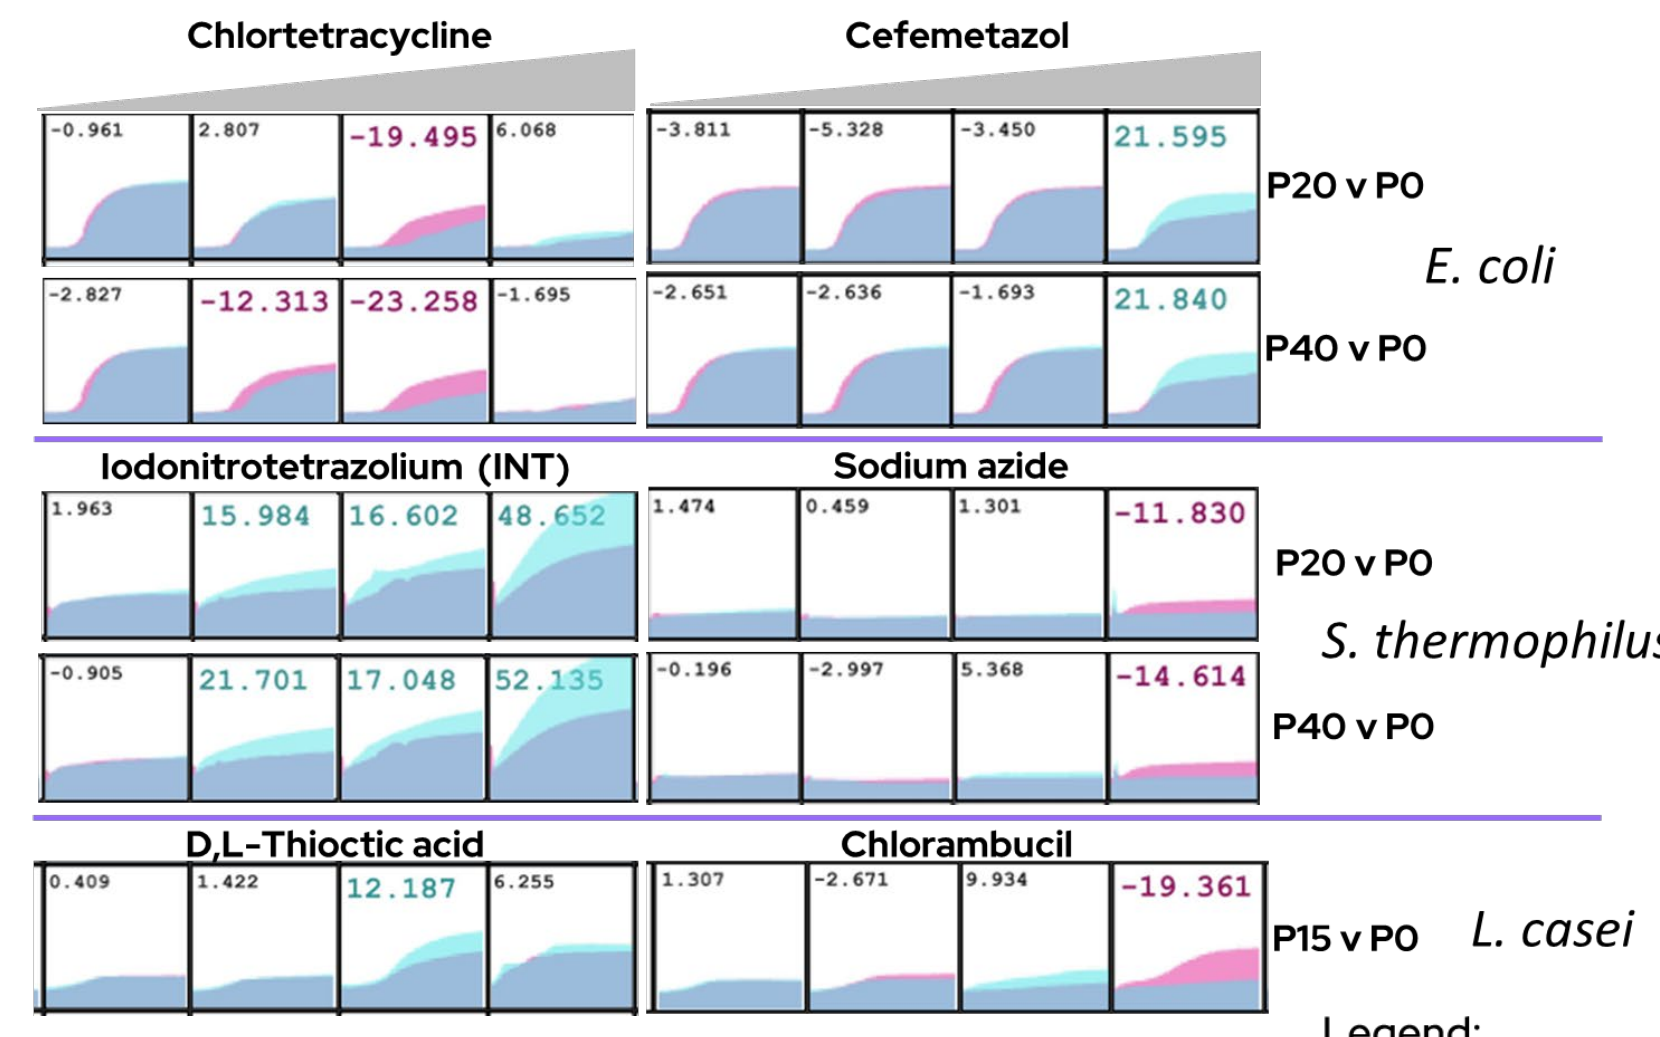 Chlortetracycline Cefemetazol
-0.961 2.807 -19.495 6.068 -3.811 -5.328 -3.450 21.595
P20 v P0
E. coli
-2.827 -12.313 -23.258 -1.695 -2.651 -2.636 -1.693 21.840
P40 v P0
Iodonitrotetrazolium (INT) Sodium azide
1.963 15.984 16.602 48.652 1.474 0.459 1.301 -11.830
P20 v P0
S. thermophilus
-0.905 21.701 17.048 52.135 -0.196 -2.997 5.368 -14.614
P40 v P0
D,L-Thioctic acid Chlorambucil
0.409 1.422 12.187 6.255 1.307 -2.671 9.934 -19.361
P15 v P0 L. casei
Legend: